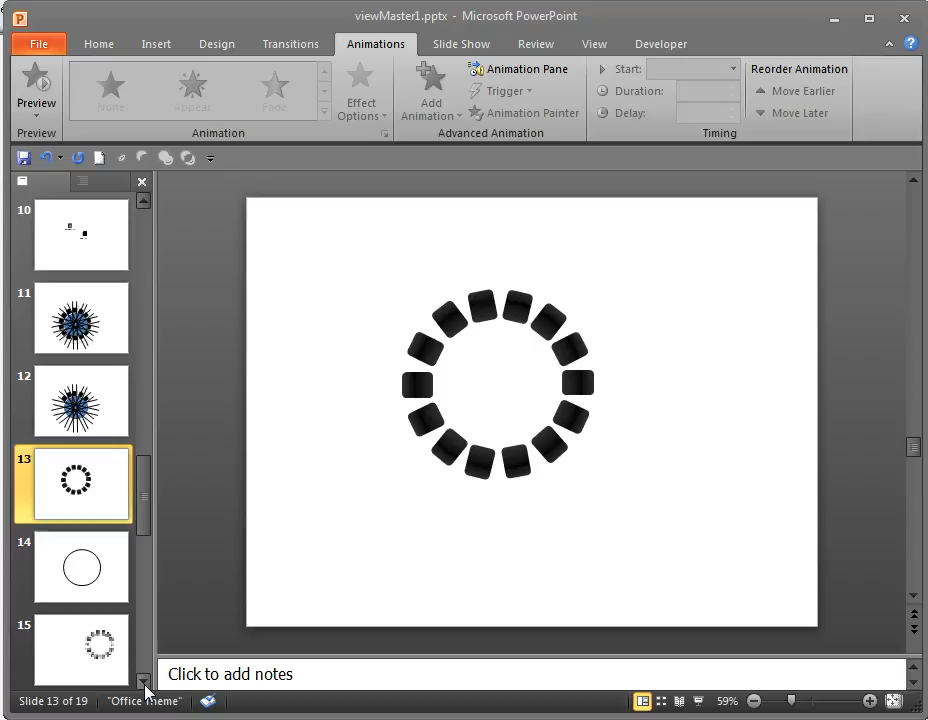 viewMaster1.pptx - Microsoft PowerPoint
File Home Insert Design Transitions Animations Slide Show Review View Developer
Preview
None Appear Fade
Effect Options
Add Animation
Animation Pane
Trigger
Animation Painter
Start:
Duration:
Delay:
Reorder Animation
Move Earlier
Move Later
Preview Animation Advanced Animation Timing
10
11
12
13
14
15
Click to add notes
Slide 13 of 19 "Office Theme" 59%